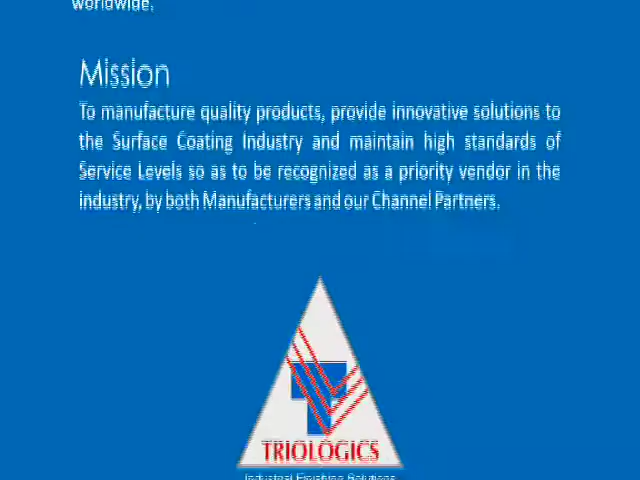 worldwide.
Mission
To manufacture quality products, provide innovative solutions to
the Surface Coating Industry and maintain high standards of
Service Levels so as to be recognized as a priority vendor in the
industry, by both Manufacturers and our Channel Partners.
TRIOLOGICS
Industrial Finishing Solutions